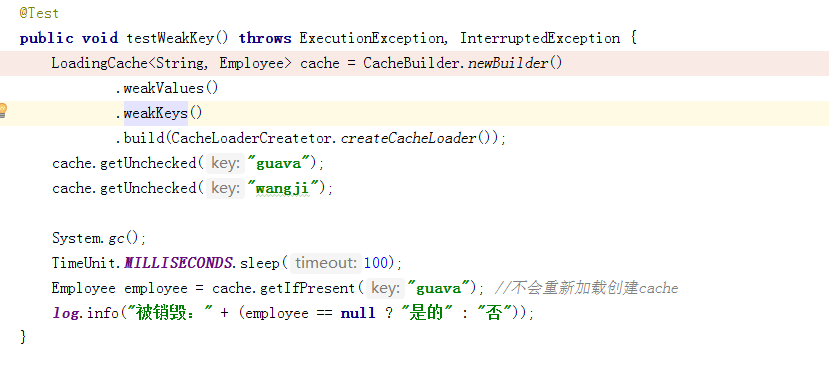 @Test
public void testWeakKey() throws ExecutionException, InterruptedException {
LoadingCache<String, Employee> cache = CacheBuilder.newBuilder()
.weakValues()
.weakKeys()
.build(CacheLoaderCreatetor.createCacheLoader());
cache.getUnchecked( key: "guava");
cache.getUnchecked( key: "wangji");
System.gc();
TimeUnit.MILLISECONDS.sleep( timeout: 100);
Employee employee = cache.getIfPresent( key: "guava"); //不会重新加载创建cache
log.info("被销毁：" + (employee == null ? "是的" : "否"));
}